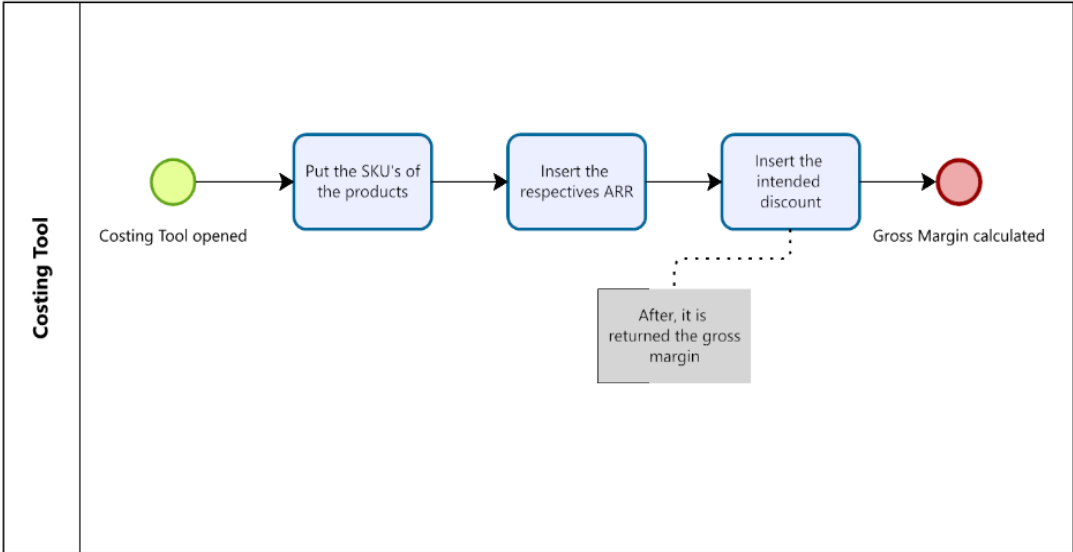 Costing Tool
Costing Tool opened
Put the SKU's of
the products
Insert the
respectives ARR
Insert the
intended
discount
Gross Margin calculated
After, it is
returned the gross
margin